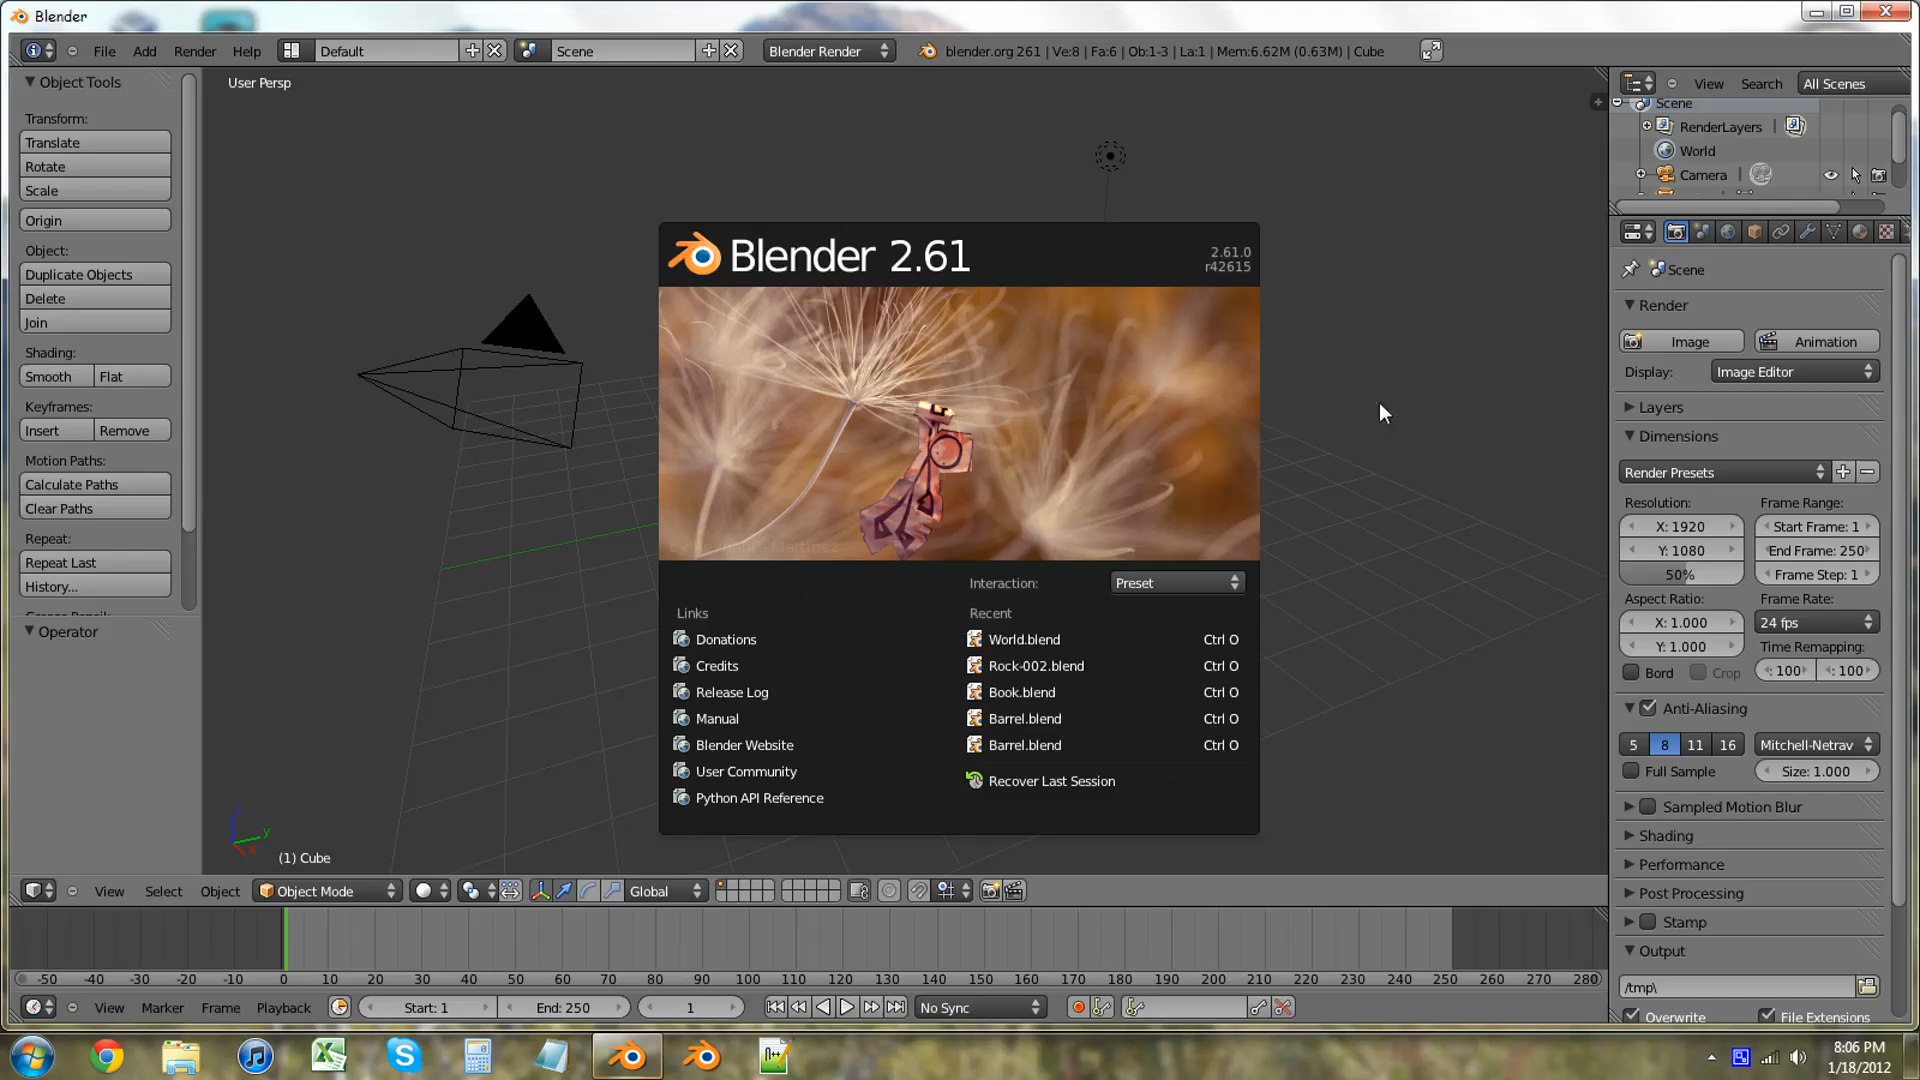 Blender
File Add Render Help Default Scene Blender Render blender.org 261 | Ve:8 | Fa:6 | Ob:1-3 | La:1 | Mem:6.62M (0.63M) | Cube
Object Tools
Transform:
Translate
Rotate
Scale
Origin
Object:
Duplicate Objects
Delete
Join
Shading:
Smooth Flat
Keyframes:
Insert Remove
Motion Paths:
Calculate Paths
Clear Paths
Repeat:
Repeat Last
History...
Operator
User Persp
Blender 2.61
2.61.0
r42615
Interaction: Preset
Links
Donations
Credits
Release Log
Manual
Blender Website
User Community
Python API Reference
Recent
World.blend Ctrl O
Rock-002.blend Ctrl O
Book.blend Ctrl O
Barrel.blend Ctrl O
Barrel.blend Ctrl O
Recover Last Session
y
(1) Cube
View Select Object Object Mode Global
-50 -40 -30 -20 -10 0 10 20 30 40 50 60 70 80 90 100 110 120 130 140 150 160 170 180 190 200 210 220 230 240 250 260 270 280
View Marker Frame Playback Start: 1 End: 250 1 No Sync
View Search All Scenes
Scene
RenderLayers |
World
Camera |
Scene
Render
Image Animation
Display: Image Editor
Layers
Dimensions
Render Presets
Resolution: Frame Range:
X: 1920 Start Frame: 1
Y: 1080 End Frame: 250
50% Frame Step: 1
Aspect Ratio: Frame Rate:
X: 1.000 24 fps
Y: 1.000 Time Remapping:
Bord Crop : 100 : 100
Anti-Aliasing
5 8 11 16 Mitchell-Netrav
Full Sample Size: 1.000
Sampled Motion Blur
Shading
Performance
Post Processing
Stamp
Output
/tmp\
Overwrite File Extensions
8:06 PM
1/18/2012